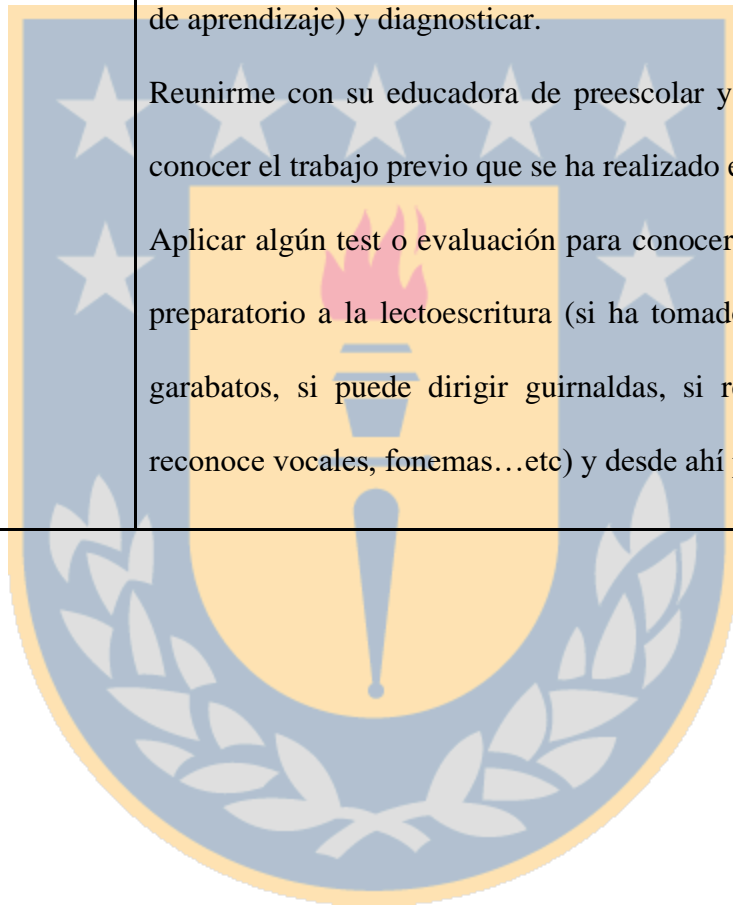 de aprendizaje) y diagnosticar.
Reunirme con su educadora de preescolar y
conocer el trabajo previo que se ha realizado
Aplicar algún test o evaluación para conocer
preparatorio a la lectoescritura (si ha
garabatos, si puede dirigir guirnaldas, si
reconoce vocales, fonemas…etc) y desde ahí